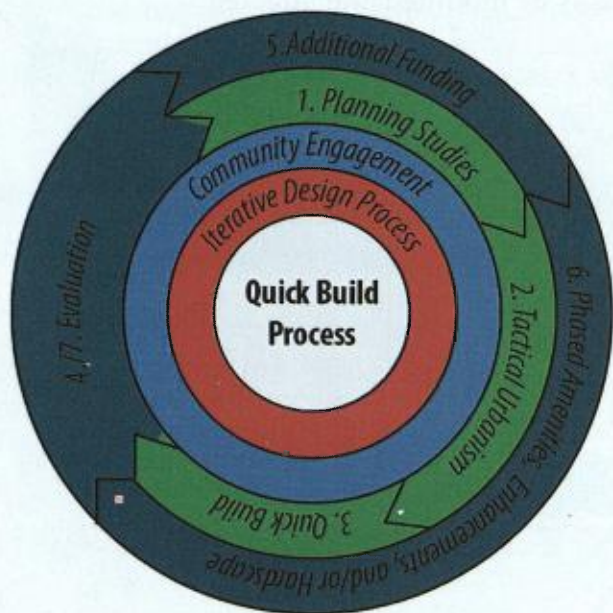 5. Additional Funding
1. Planning Studies
Community Engagement
Iterative Design Process
Quick Build
Process
2. Tactical Urbanism
6. Phased Amenities, Enhancements, and/or Hardscape
3. Quick Build
4./7. Evaluation